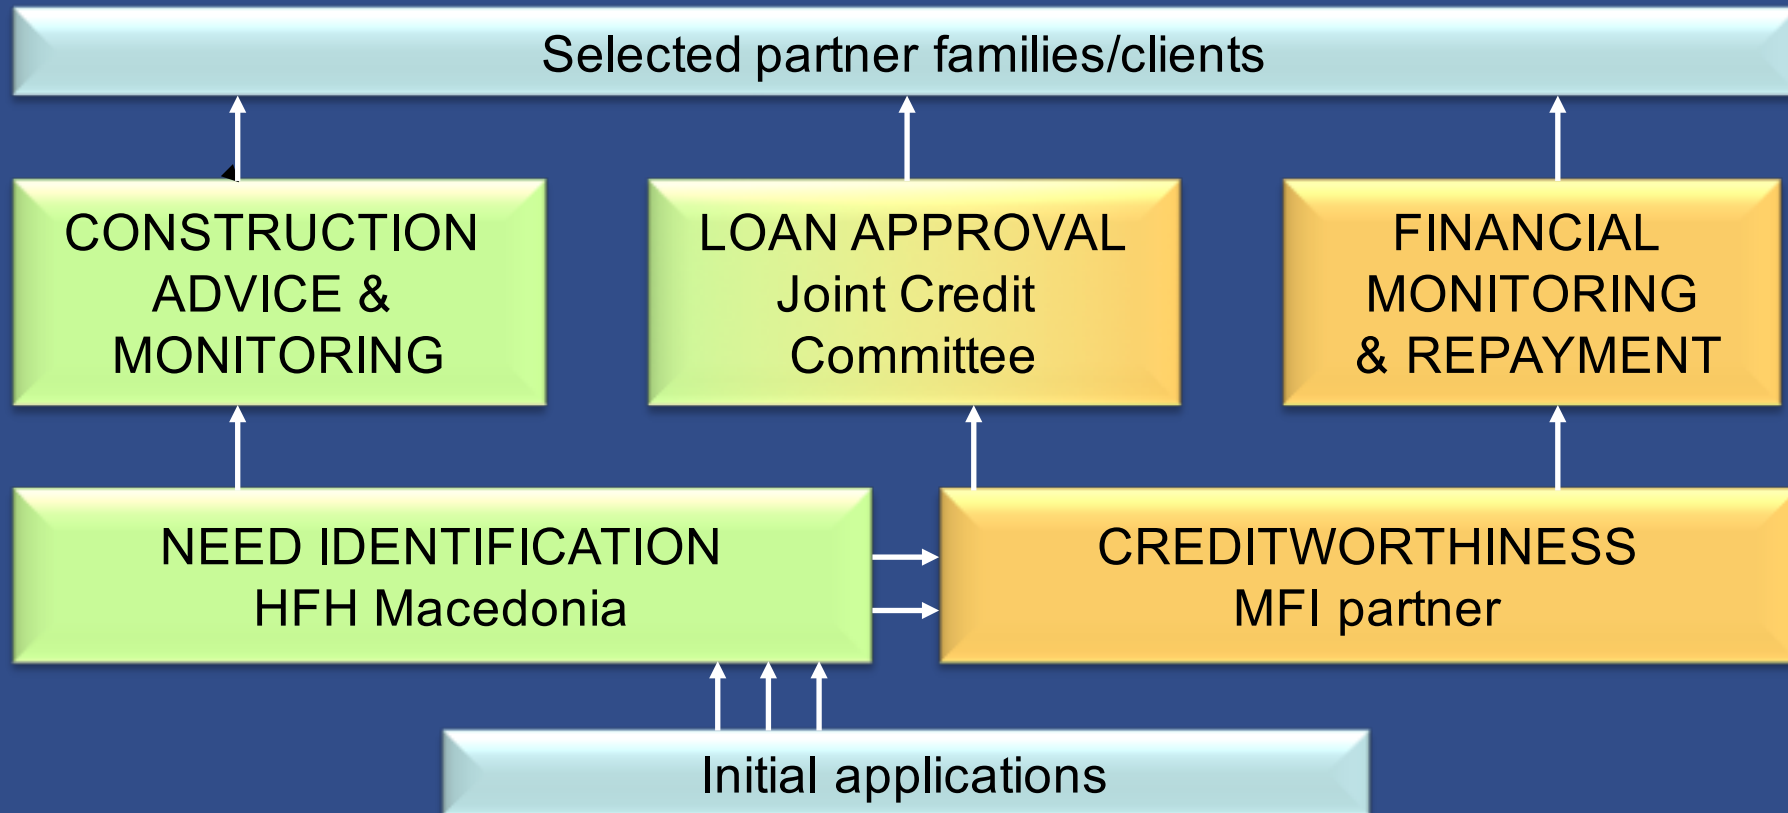 Selected partner families/clients
CONSTRUCTION
ADVICE &
MONITORING
LOAN APPROVAL
Joint Credit
Committee
FINANCIAL
MONITORING
& REPAYMENT
NEED IDENTIFICATION
HFH Macedonia
CREDITWORTHINESS
MFI partner
Initial applications